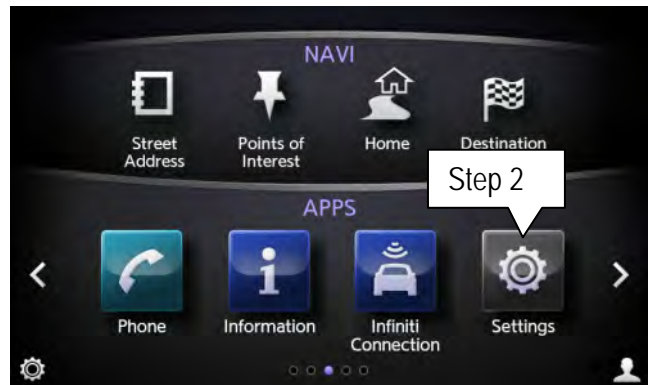 NAVI
Street
Address
Points of
Interest
Home
Destination
Step 2
APPS
Phone
Information
Infiniti
Connection
Settings